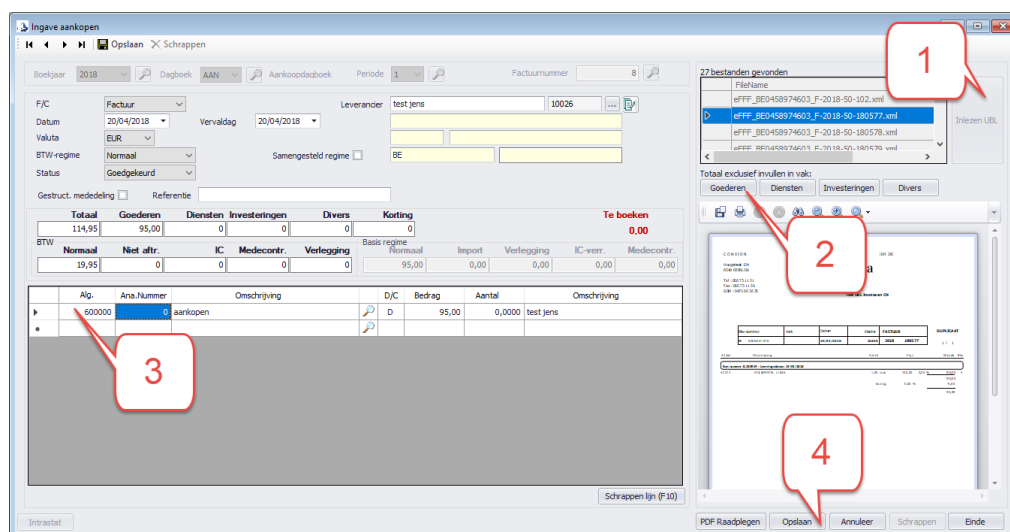 Ingave aankopen
Opslaan Schrappen
Boekjaar 2018 Dagboek AAN Aankoopdagboek Periode 1 Factuurnummer 8
F/C Factuur Leverancier test jens 10026 ...
Datum 20/04/2018 Vervaldag 20/04/2018
Valuta EUR
BTW-regime Normaal Samengesteld regime BE
Status Goedgekeurd
Gestruct. mededeling Referentie
Totaal Goederen Diensten Investeringen Divers Korting Te boeken
114,95 95,00 0 0 0 0 0.00
BTW Basis regime
Normaal Niet aftr. IC Medecontr. Verlegging Normaal Import Verlegging IC-verr. Medecontr.
19,95 0 0 0 0 95,00 0,00 0,00 0,00 0,00
Alg. Ana.Nummer Omschrijving D/C Bedrag Aantal Omschrijving
600000 0 aankopen D 95,00 0,0000 test jens
3
Schrappen lijn (F10)
Intrastat
1
27 bestanden gevonden
FileName
eFFF_BE0458974603_F-2018-50-102.xml
eFFF_BE0458974603_F-2018-50-180577.xml
eFFF_BE0458974603_F-2018-50-180578.xml
eFFF_BE0458974603_F-2018-50-180579.xml
Inlezen UBL
Totaal exclusief invullen in vak:
Goederen Diensten Investeringen Divers
2
FACTUUR DUPLICAAT
4
PDF Raadplegen Opslaan Annuleer Schrappen Einde